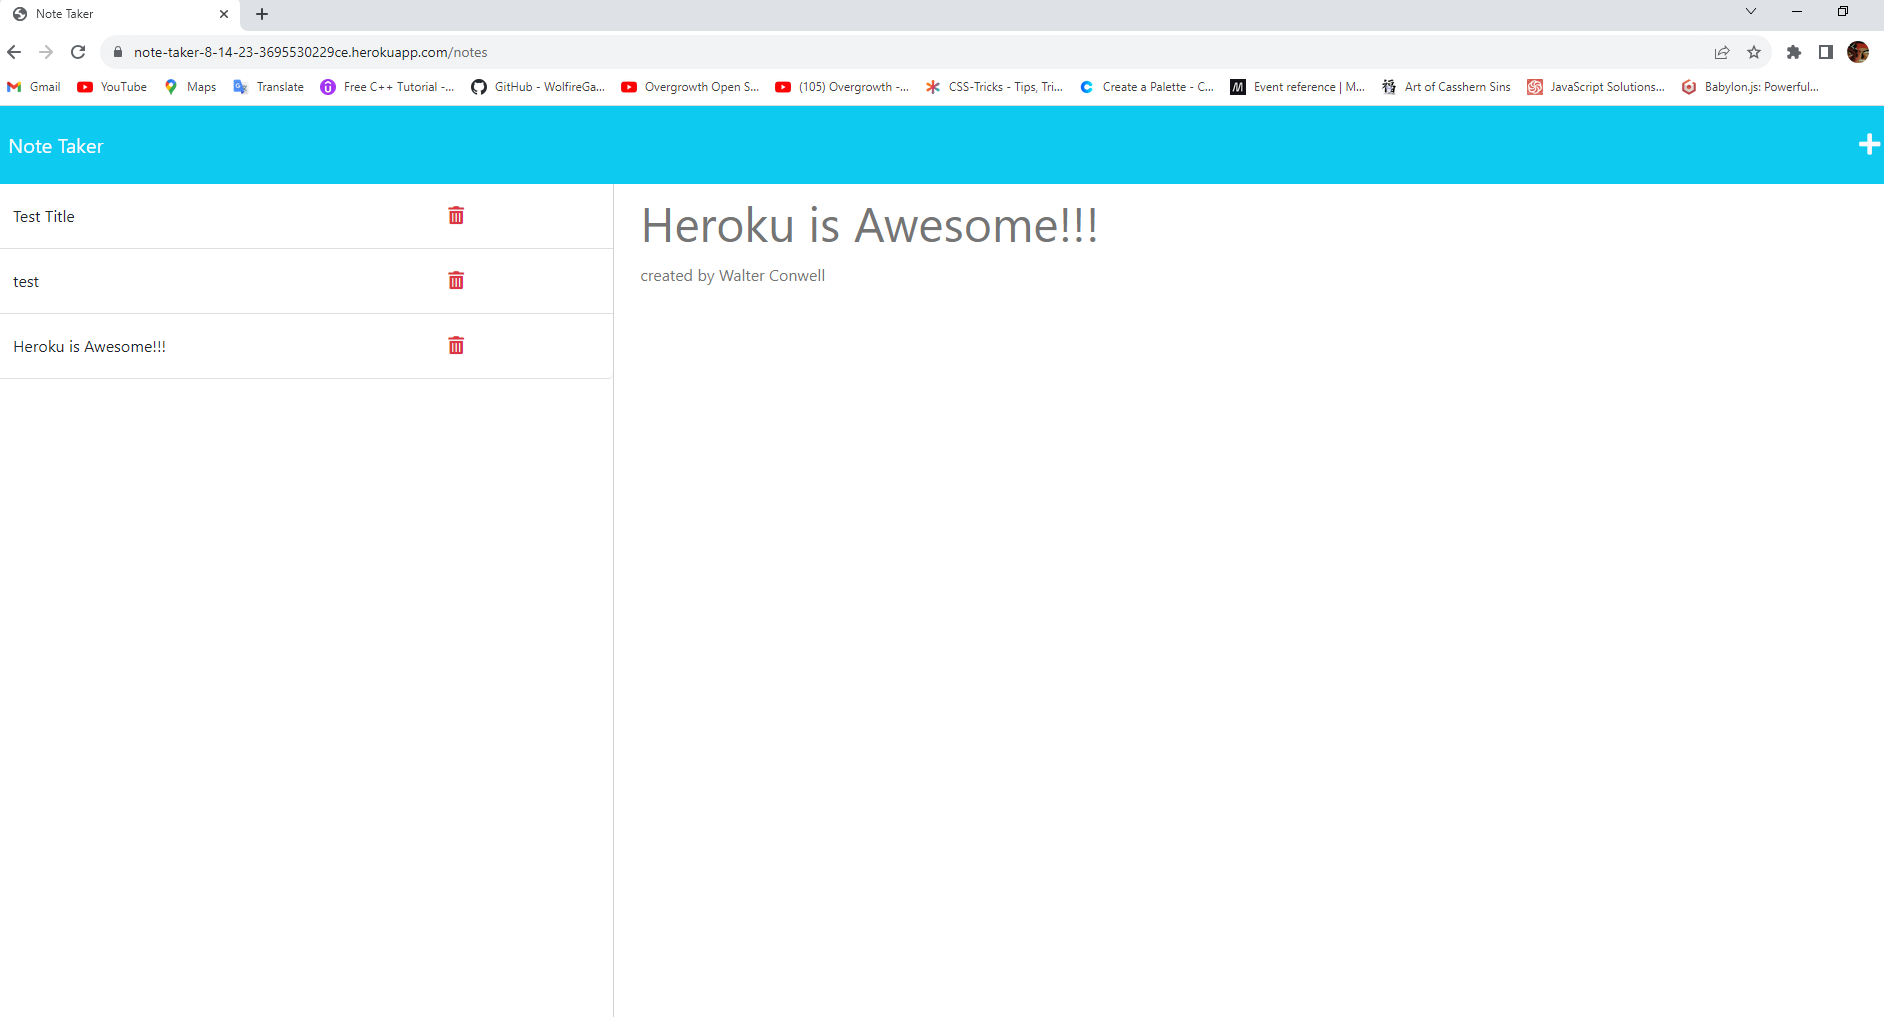 Note Taker
note-taker-8-14-23-3695530229ce.herokuapp.com/notes
Gmail YouTube Maps Translate Free C++ Tutorial -... GitHub - WolfireGa... Overgrowth Open S... (105) Overgrowth -... CSS-Tricks - Tips, Tri... Create a Palette - C... Event reference | M... Art of Casshern Sins JavaScript Solutions... Babylon.js: Powerful...
Note Taker
Test Title
test
Heroku is Awesome!!!
Heroku is Awesome!!!
created by Walter Conwell